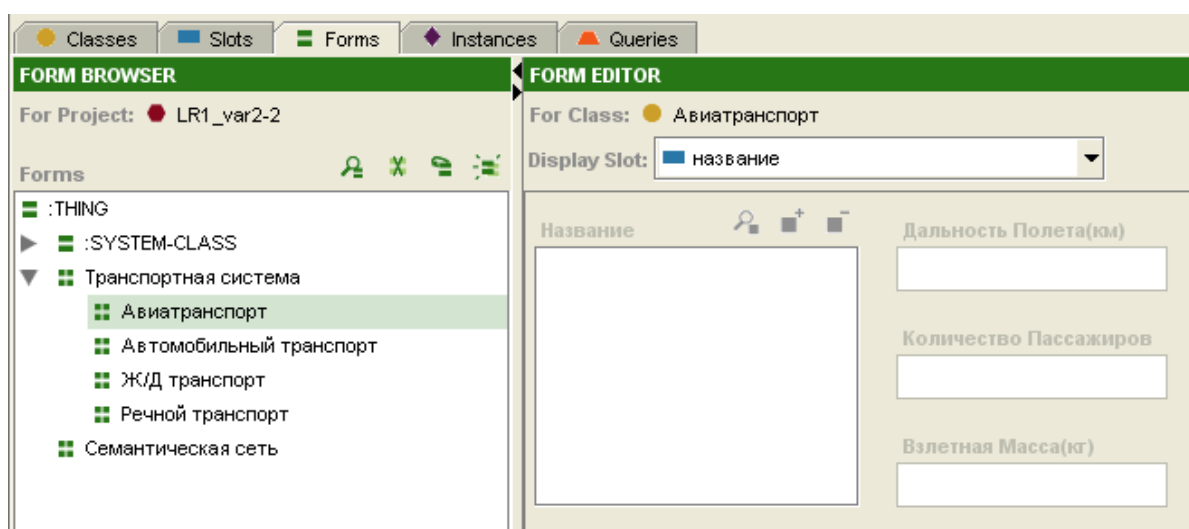 Classes Slots Forms Instances Queries
FORM BROWSER
For Project: LR1_var2-2
Forms
:THING
:SYSTEM-CLASS
Транспортная система
Авиатранспорт
Автомобильный транспорт
Ж/Д транспорт
Речной транспорт
Семантическая сеть
FORM EDITOR
For Class: Авиатранспорт
Display Slot: название
Название
Дальность Полета(км)
Количество Пассажиров
Взлетная Масса(кг)